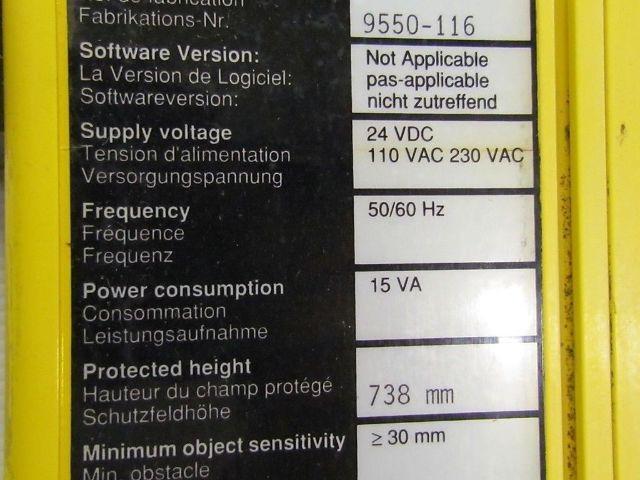 Fabrikations-Nr. 9550-116
Software Version: Not Applicable
La Version de Logiciel: pas-applicable
Softwareversion: nicht zutreffend
Supply voltage 24 VDC
Tension d'alimentation 110 VAC 230 VAC
Versorgungspannung
Frequency 50/60 Hz
Fréquence
Frequenz
Power consumption 15 VA
Consommation
Leistungsaufnahme
Protected height
Hauteur du champ protégé 738 mm
Schutzfeldhöhe
Minimum object sensitivity ≥ 30 mm
Min. obstacle